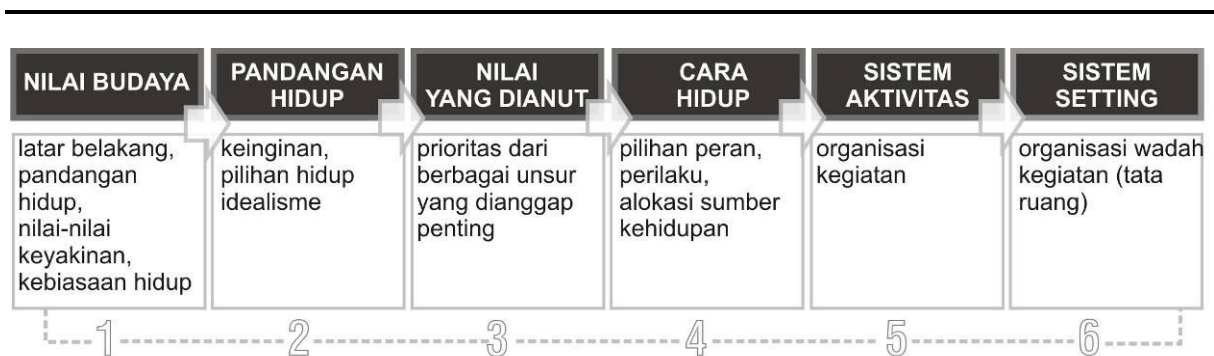 NILAI BUDAYA
latar belakang,
pandangan
hidup,
nilai-nilai
keyakinan,
kebiasaan hidup
1
PANDANGAN
HIDUP
keinginan,
pilihan hidup
idealisme
2
NILAI
YANG DIANUT
prioritas dari
berbagai unsur
yang dianggap
penting
3
CARA
HIDUP
pilihan peran,
perilaku,
alokasi sumber
kehidupan
4
SISTEM
AKTIVITAS
organisasi
kegiatan
5
SISTEM
SETTING
organisasi wadah
kegiatan (tata
ruang)
6